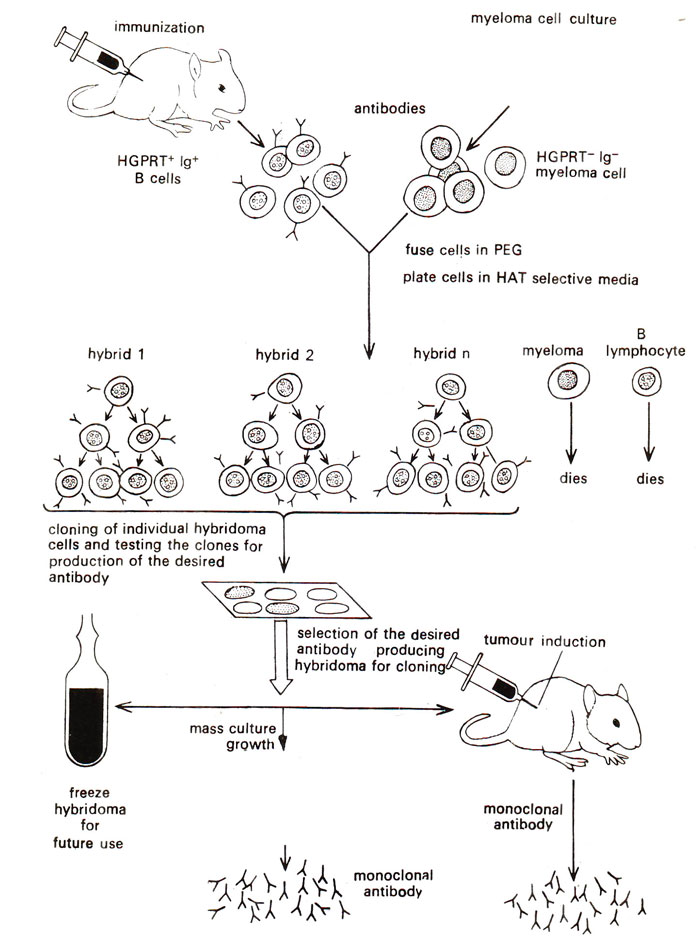 immunization
myeloma cell culture
antibodies
HGPRT⁺ Ig⁺
B cells
HGPRT⁻ Ig⁻
myeloma cell
fuse cells in PEG
plate cells in HAT selective media
hybrid 1
hybrid 2
hybrid n
myeloma
B
lymphocyte
dies
dies
cloning of individual hybridoma
cells and testing the clones for
production of the desired
antibody
selection of the desired
antibody producing
hybridoma for cloning
tumour induction
mass culture
growth
freeze
hybridoma
for
future use
monoclonal
antibody
monoclonal
antibody